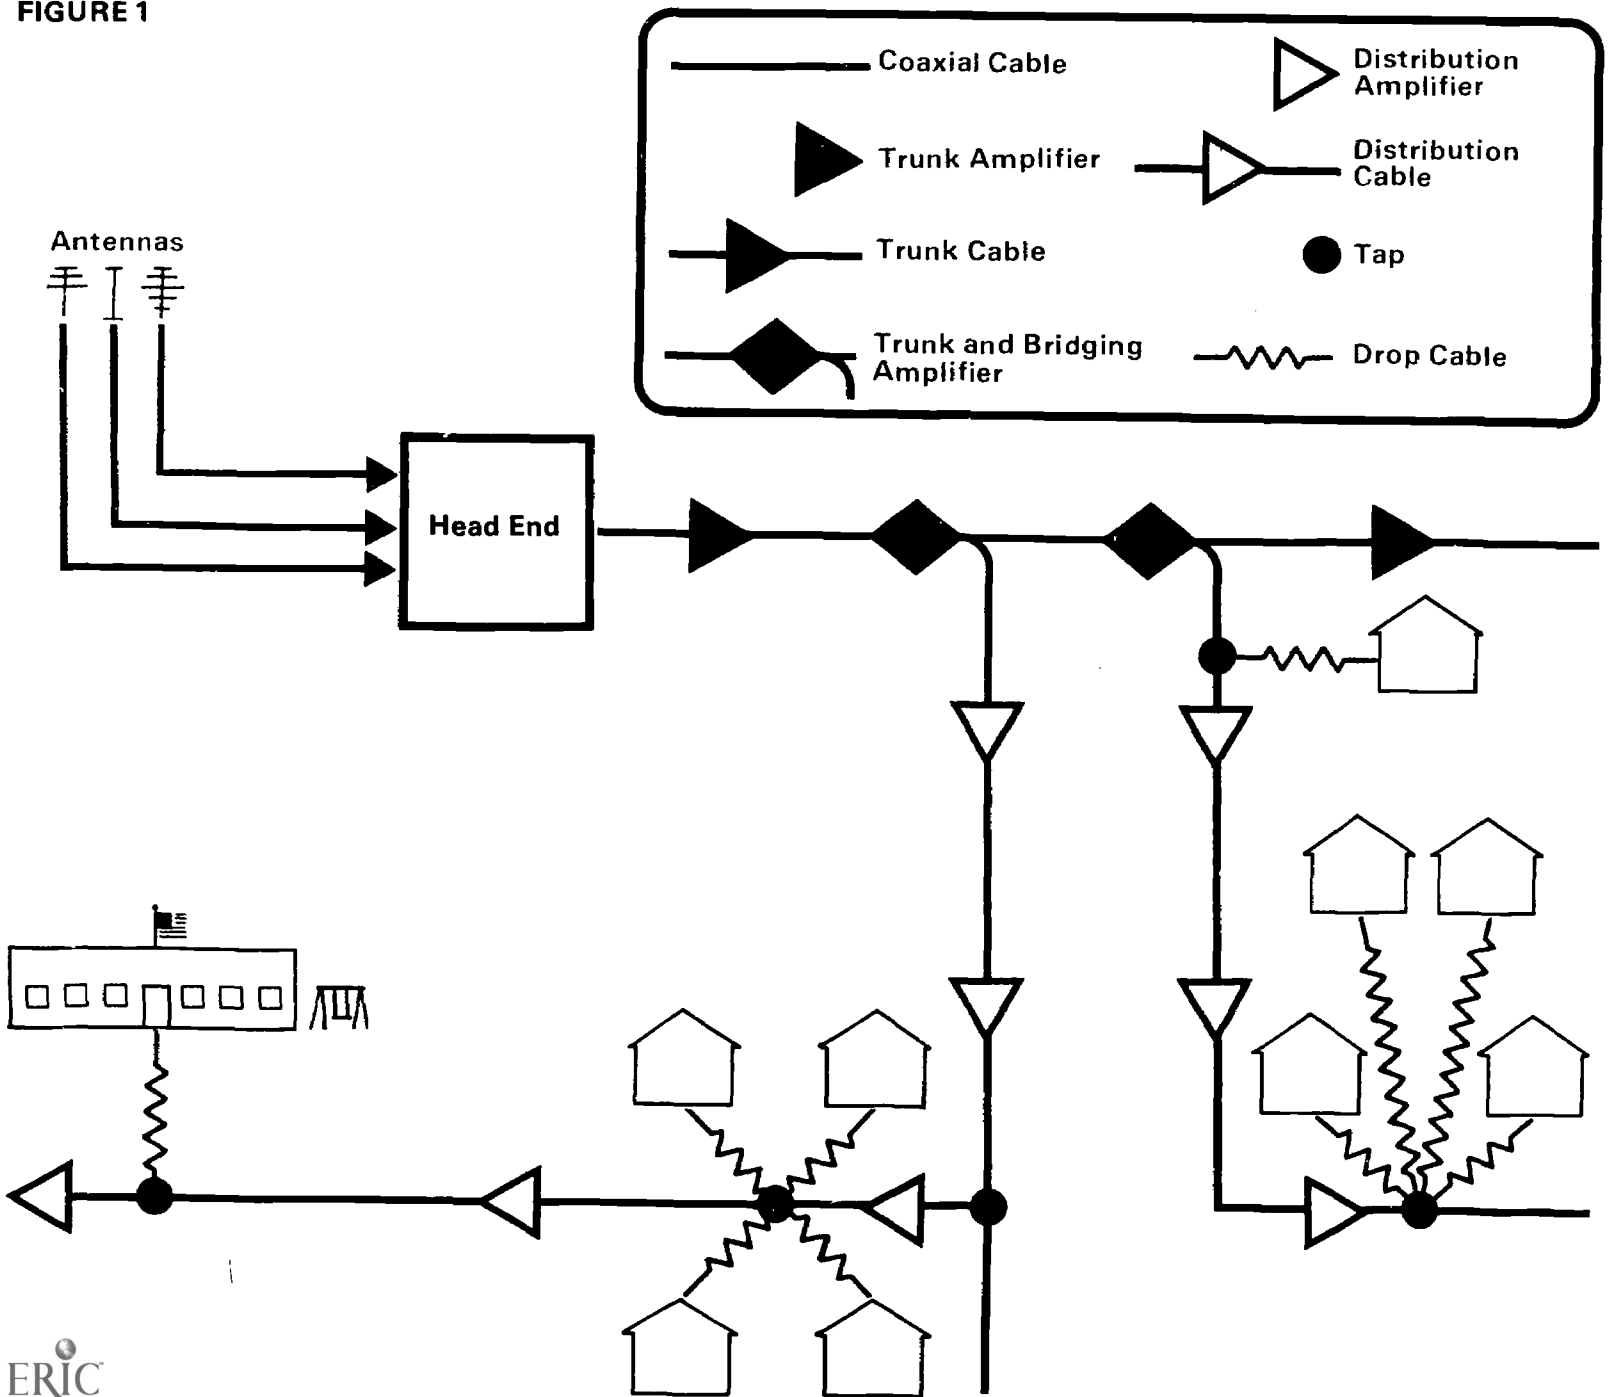 FIGURE 1
Coaxial Cable
Distribution
Amplifier
Trunk Amplifier
Distribution
Cable
Trunk Cable
Tap
Trunk and Bridging
Amplifier
Drop Cable
Antennas
Head End
ERIC